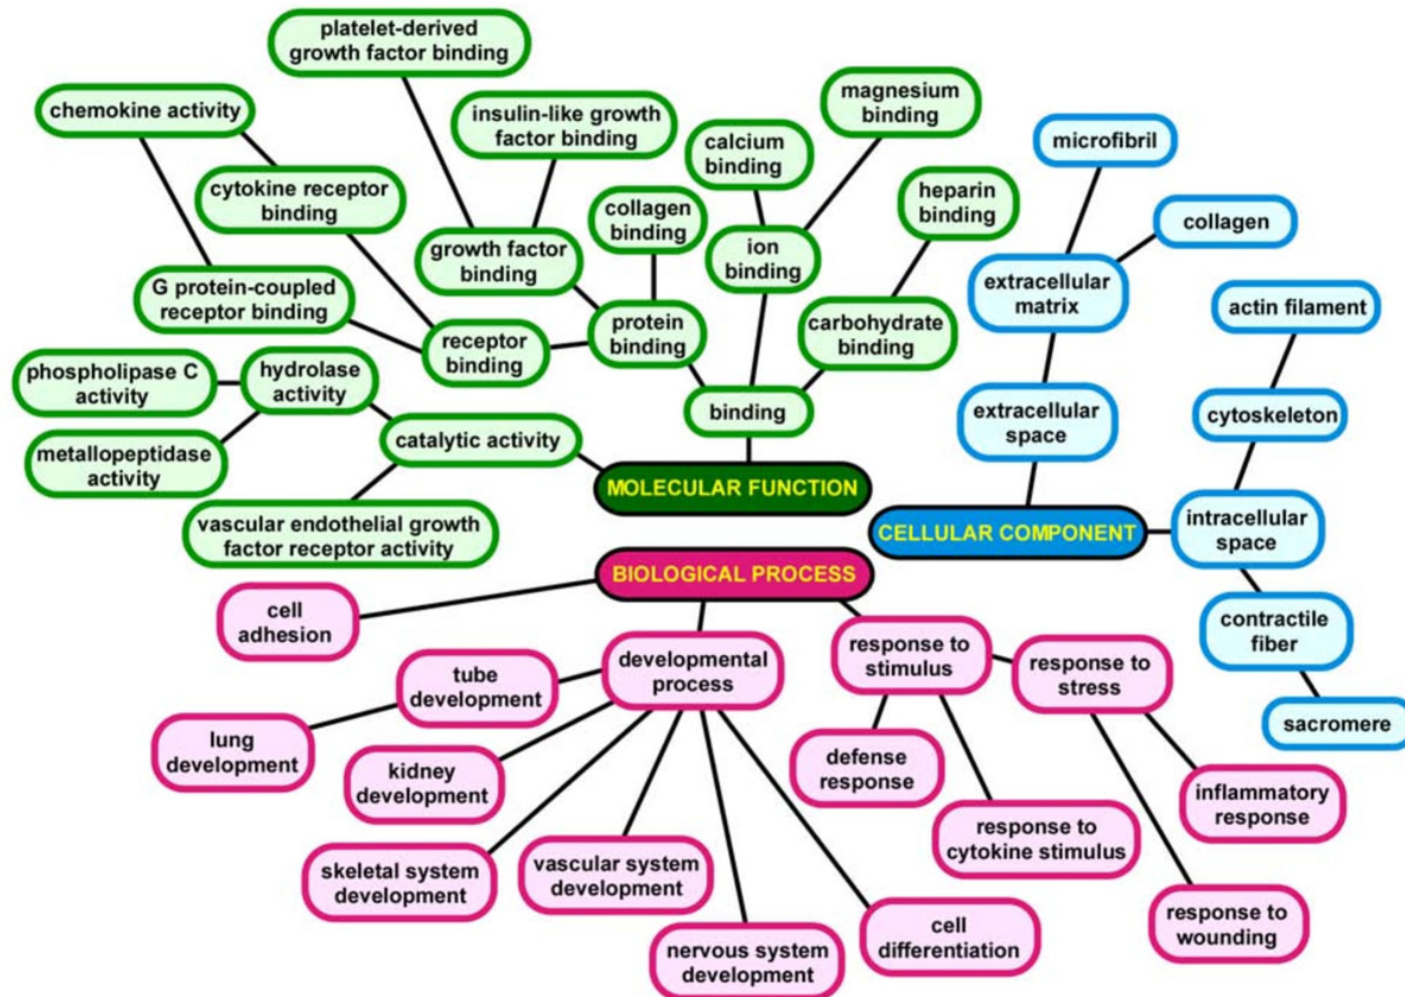 platelet-derived
growth factor binding
chemokine activity
insulin-like growth
factor binding
magnesium
binding
calcium
binding
microfibril
cytokine receptor
binding
collagen
binding
heparin
binding
collagen
growth factor
binding
ion
binding
G protein-coupled
receptor binding
extracellular
matrix
actin filament
receptor
binding
protein
binding
carbohydrate
binding
phospholipase C
activity
hydrolase
activity
binding
extracellular
space
cytoskeleton
metallopeptidase
activity
catalytic activity
MOLECULAR FUNCTION
vascular endothelial growth
factor receptor activity
CELLULAR COMPONENT
intracellular
space
BIOLOGICAL PROCESS
cell
adhesion
contractile
fiber
developmental
process
response to
stimulus
response to
stress
tube
development
sacromere
lung
development
kidney
development
defense
response
inflammatory
response
response to
cytokine stimulus
skeletal system
development
vascular system
development
nervous system
development
cell
differentiation
response to
wounding